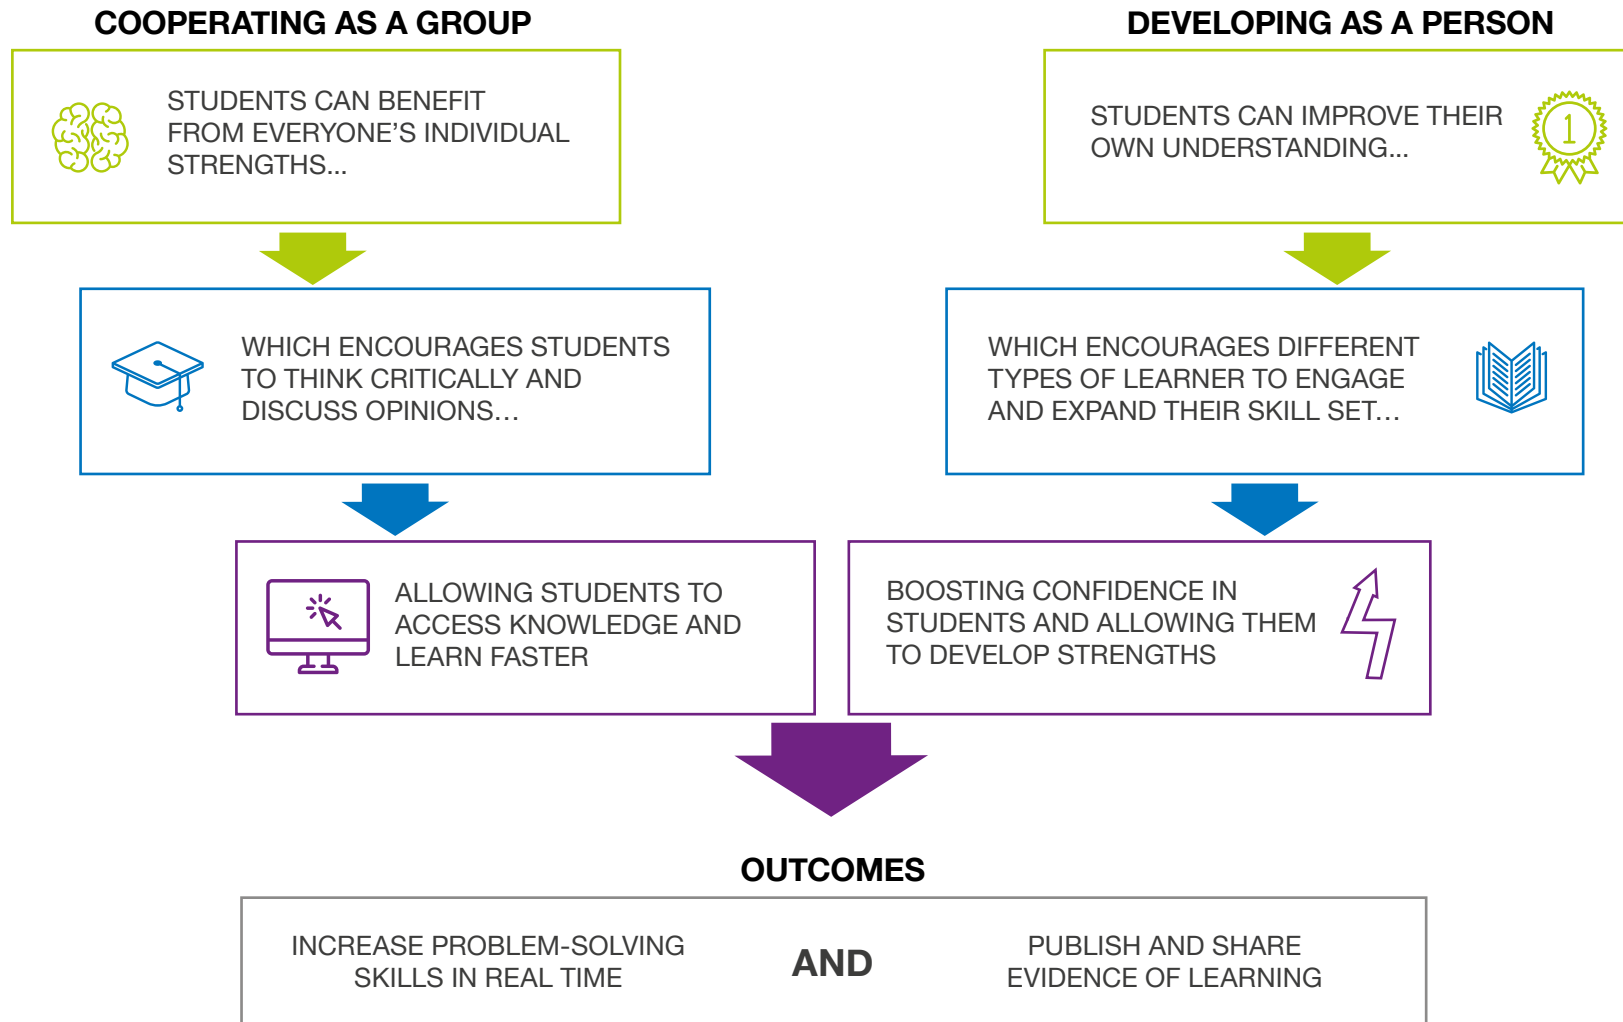 COOPERATING AS A GROUP
STUDENTS CAN BENEFIT
FROM EVERYONE’S INDIVIDUAL
STRENGTHS...
WHICH ENCOURAGES STUDENTS
TO THINK CRITICALLY AND
DISCUSS OPINIONS…
ALLOWING STUDENTS TO
ACCESS KNOWLEDGE AND
LEARN FASTER
DEVELOPING AS A PERSON
STUDENTS CAN IMPROVE THEIR
OWN UNDERSTANDING...
1
WHICH ENCOURAGES DIFFERENT
TYPES OF LEARNER TO ENGAGE
AND EXPAND THEIR SKILL SET…
BOOSTING CONFIDENCE IN
STUDENTS AND ALLOWING THEM
TO DEVELOP STRENGTHS
OUTCOMES
INCREASE PROBLEM-SOLVING
SKILLS IN REAL TIME
AND
PUBLISH AND SHARE
EVIDENCE OF LEARNING